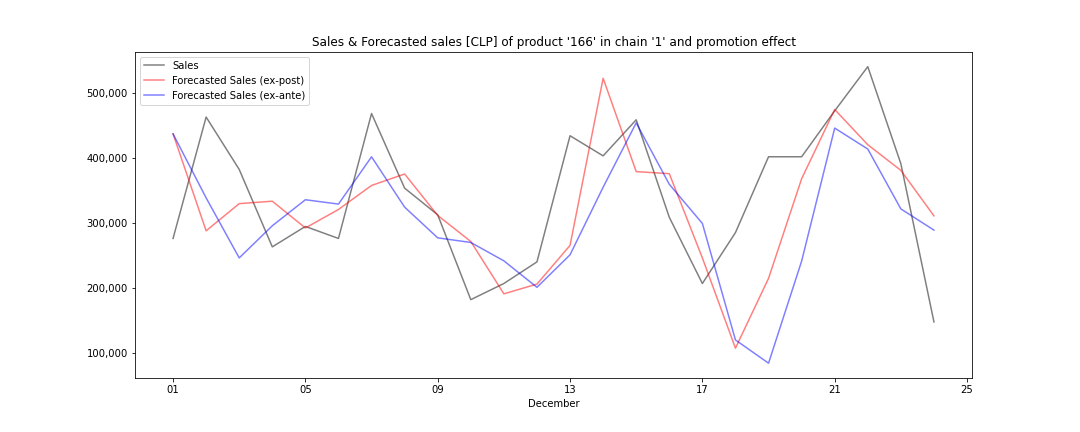 Sales & Forecasted sales [CLP] of product '166' in chain '1' and promotion effect
Sales
Forecasted Sales (ex-post)
Forecasted Sales (ex-ante)
500,000
400,000
300,000
200,000
100,000
01 05 09 13 17 21 25
December